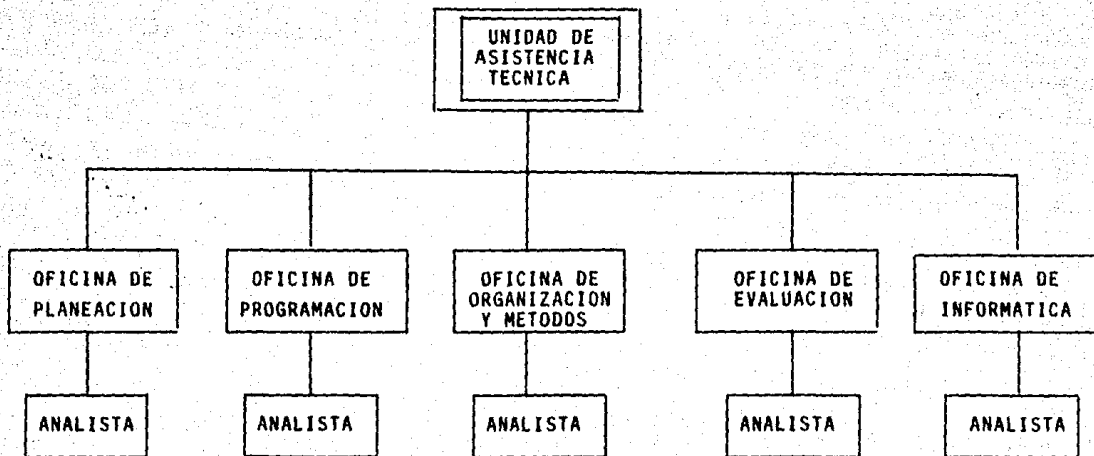 UNIDAD DE
ASISTENCIA
TECNICA
OFICINA DE
PLANEACION
OFICINA DE
PROGRAMACION
OFICINA DE
ORGANIZACION
Y METODOS
OFICINA DE
EVALUACION
OFICINA DE
INFORMATICA
ANALISTA
ANALISTA
ANALISTA
ANALISTA
ANALISTA